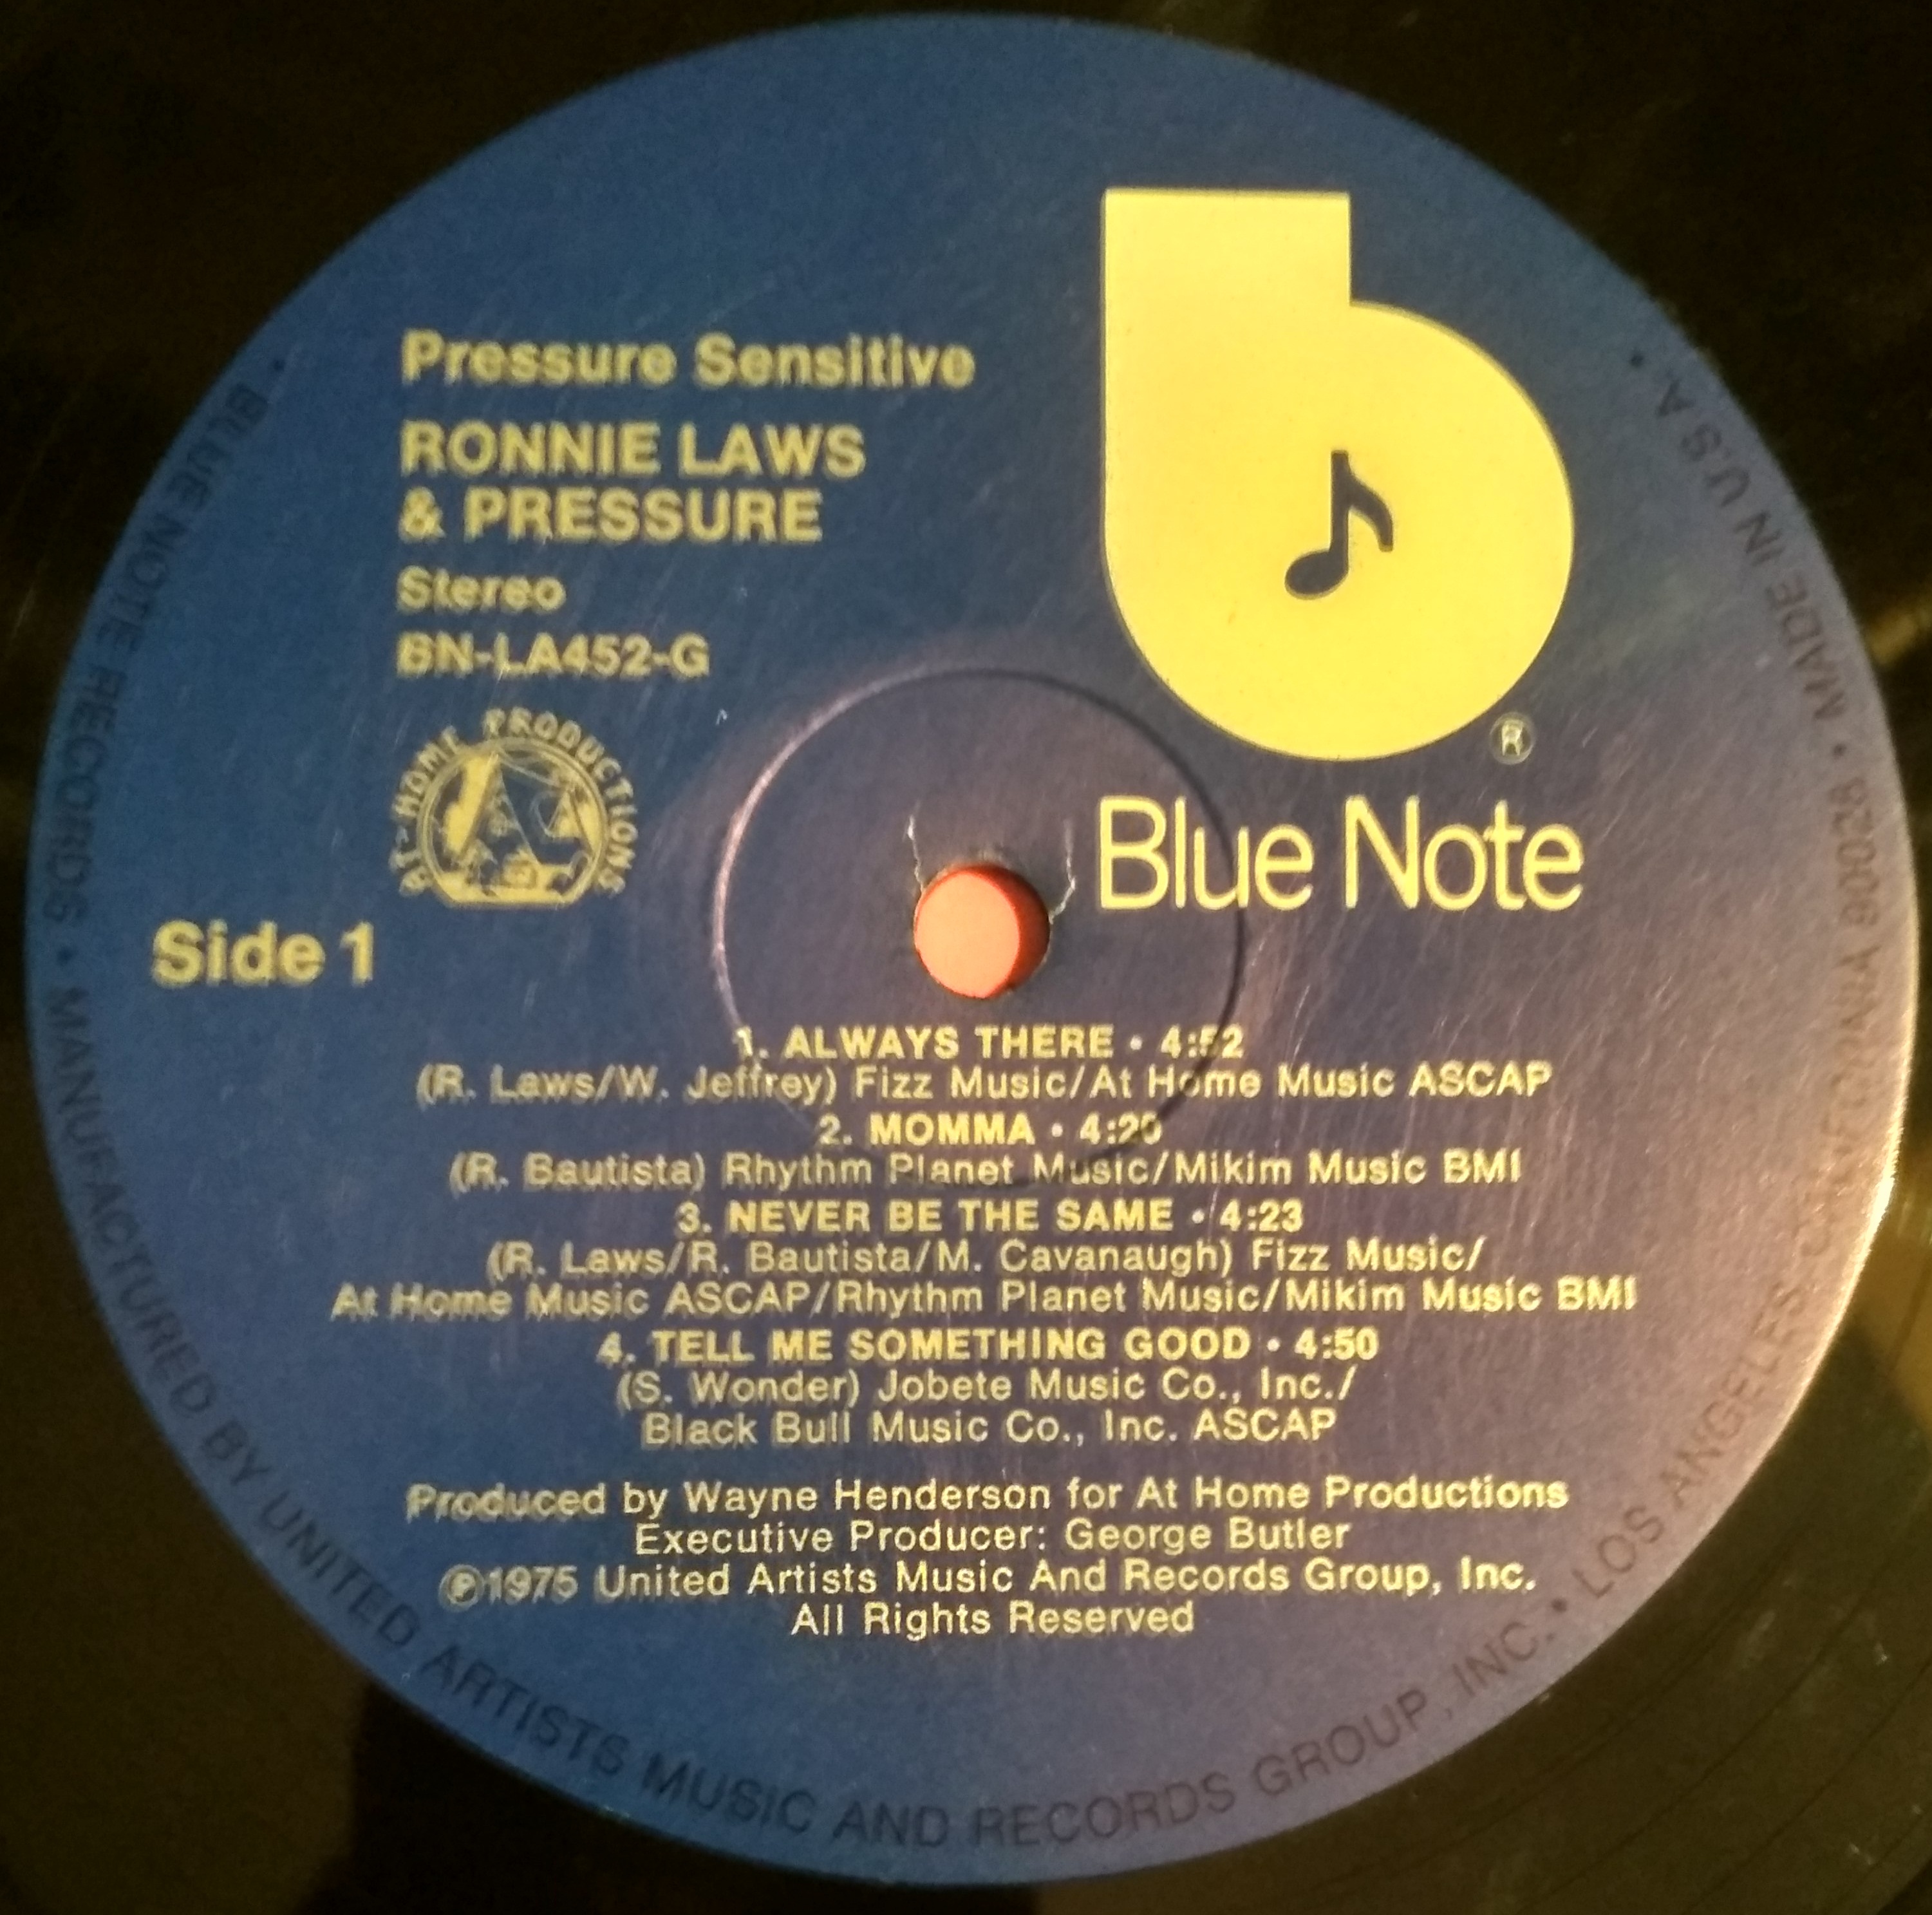 Pressure Sensitive
RONNIE LAWS
& PRESSURE
Stereo
BN-LA452-G
AT-HOME PRODUCTIONS
®
Blue Note
Side 1
1. ALWAYS THERE • 4:52
(R. Laws/W. Jeffrey) Fizz Music/At Home Music ASCAP
2. MOMMA • 4:20
(R. Bautista) Rhythm Planet Music/Mikim Music BMI
3. NEVER BE THE SAME • 4:23
(R. Laws/R. Bautista/M. Cavanaugh) Fizz Music/
At Home Music ASCAP/Rhythm Planet Music/Mikim Music BMI
4. TELL ME SOMETHING GOOD • 4:50
(S. Wonder) Jobete Music Co., Inc./
Black Bull Music Co., Inc. ASCAP
Produced by Wayne Henderson for At Home Productions
Executive Producer: George Butler
℗1975 United Artists Music And Records Group, Inc.
All Rights Reserved
• BLUE NOTE RECORDS • MANUFACTURED BY UNITED ARTISTS MUSIC AND RECORDS GROUP, INC. • LOS ANGELES, CALIFORNIA 90028 • MADE IN U.S.A. •